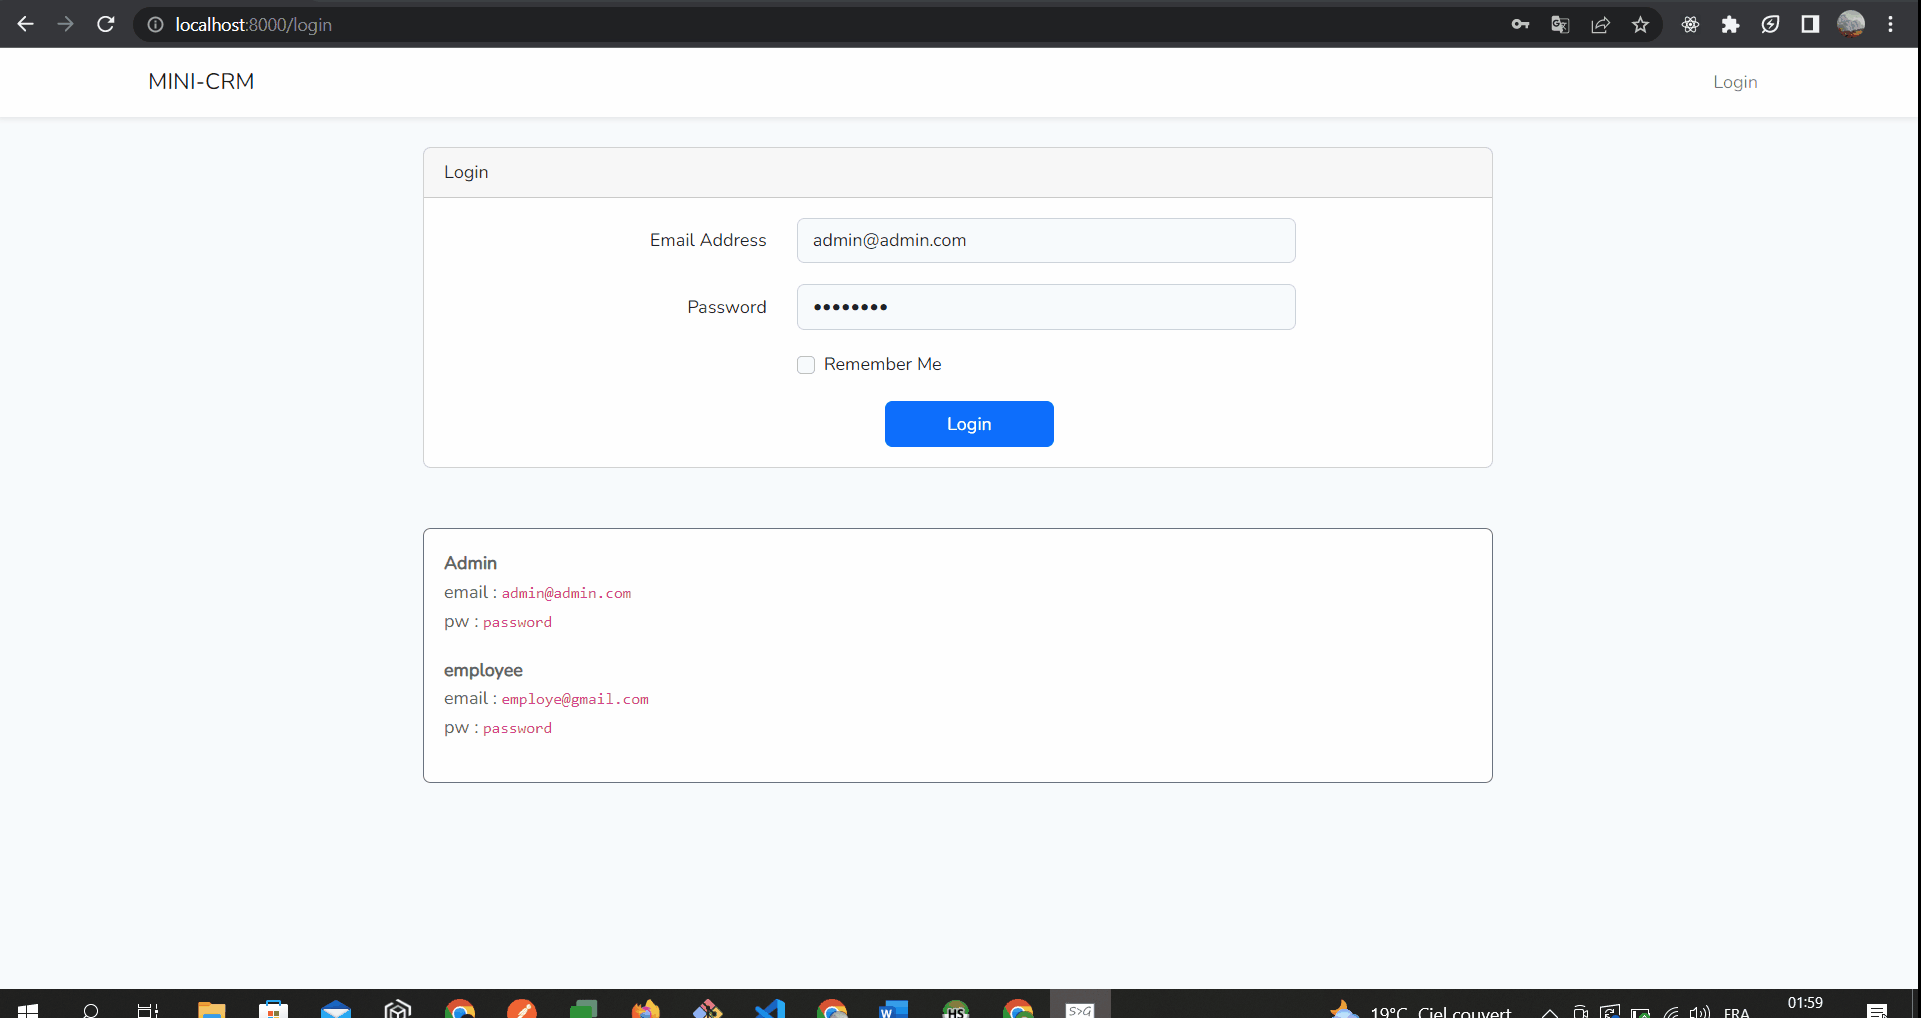 localhost:8000/login
MINI-CRM
Login
Login
Email Address
admin@admin.com
Password
••••••••
Remember Me
Login
Admin
email : admin@admin.com
pw : password
employee
email : employe@gmail.com
pw : password
W
HS
S>G
19°C Ciel couvert
FRA
01:59